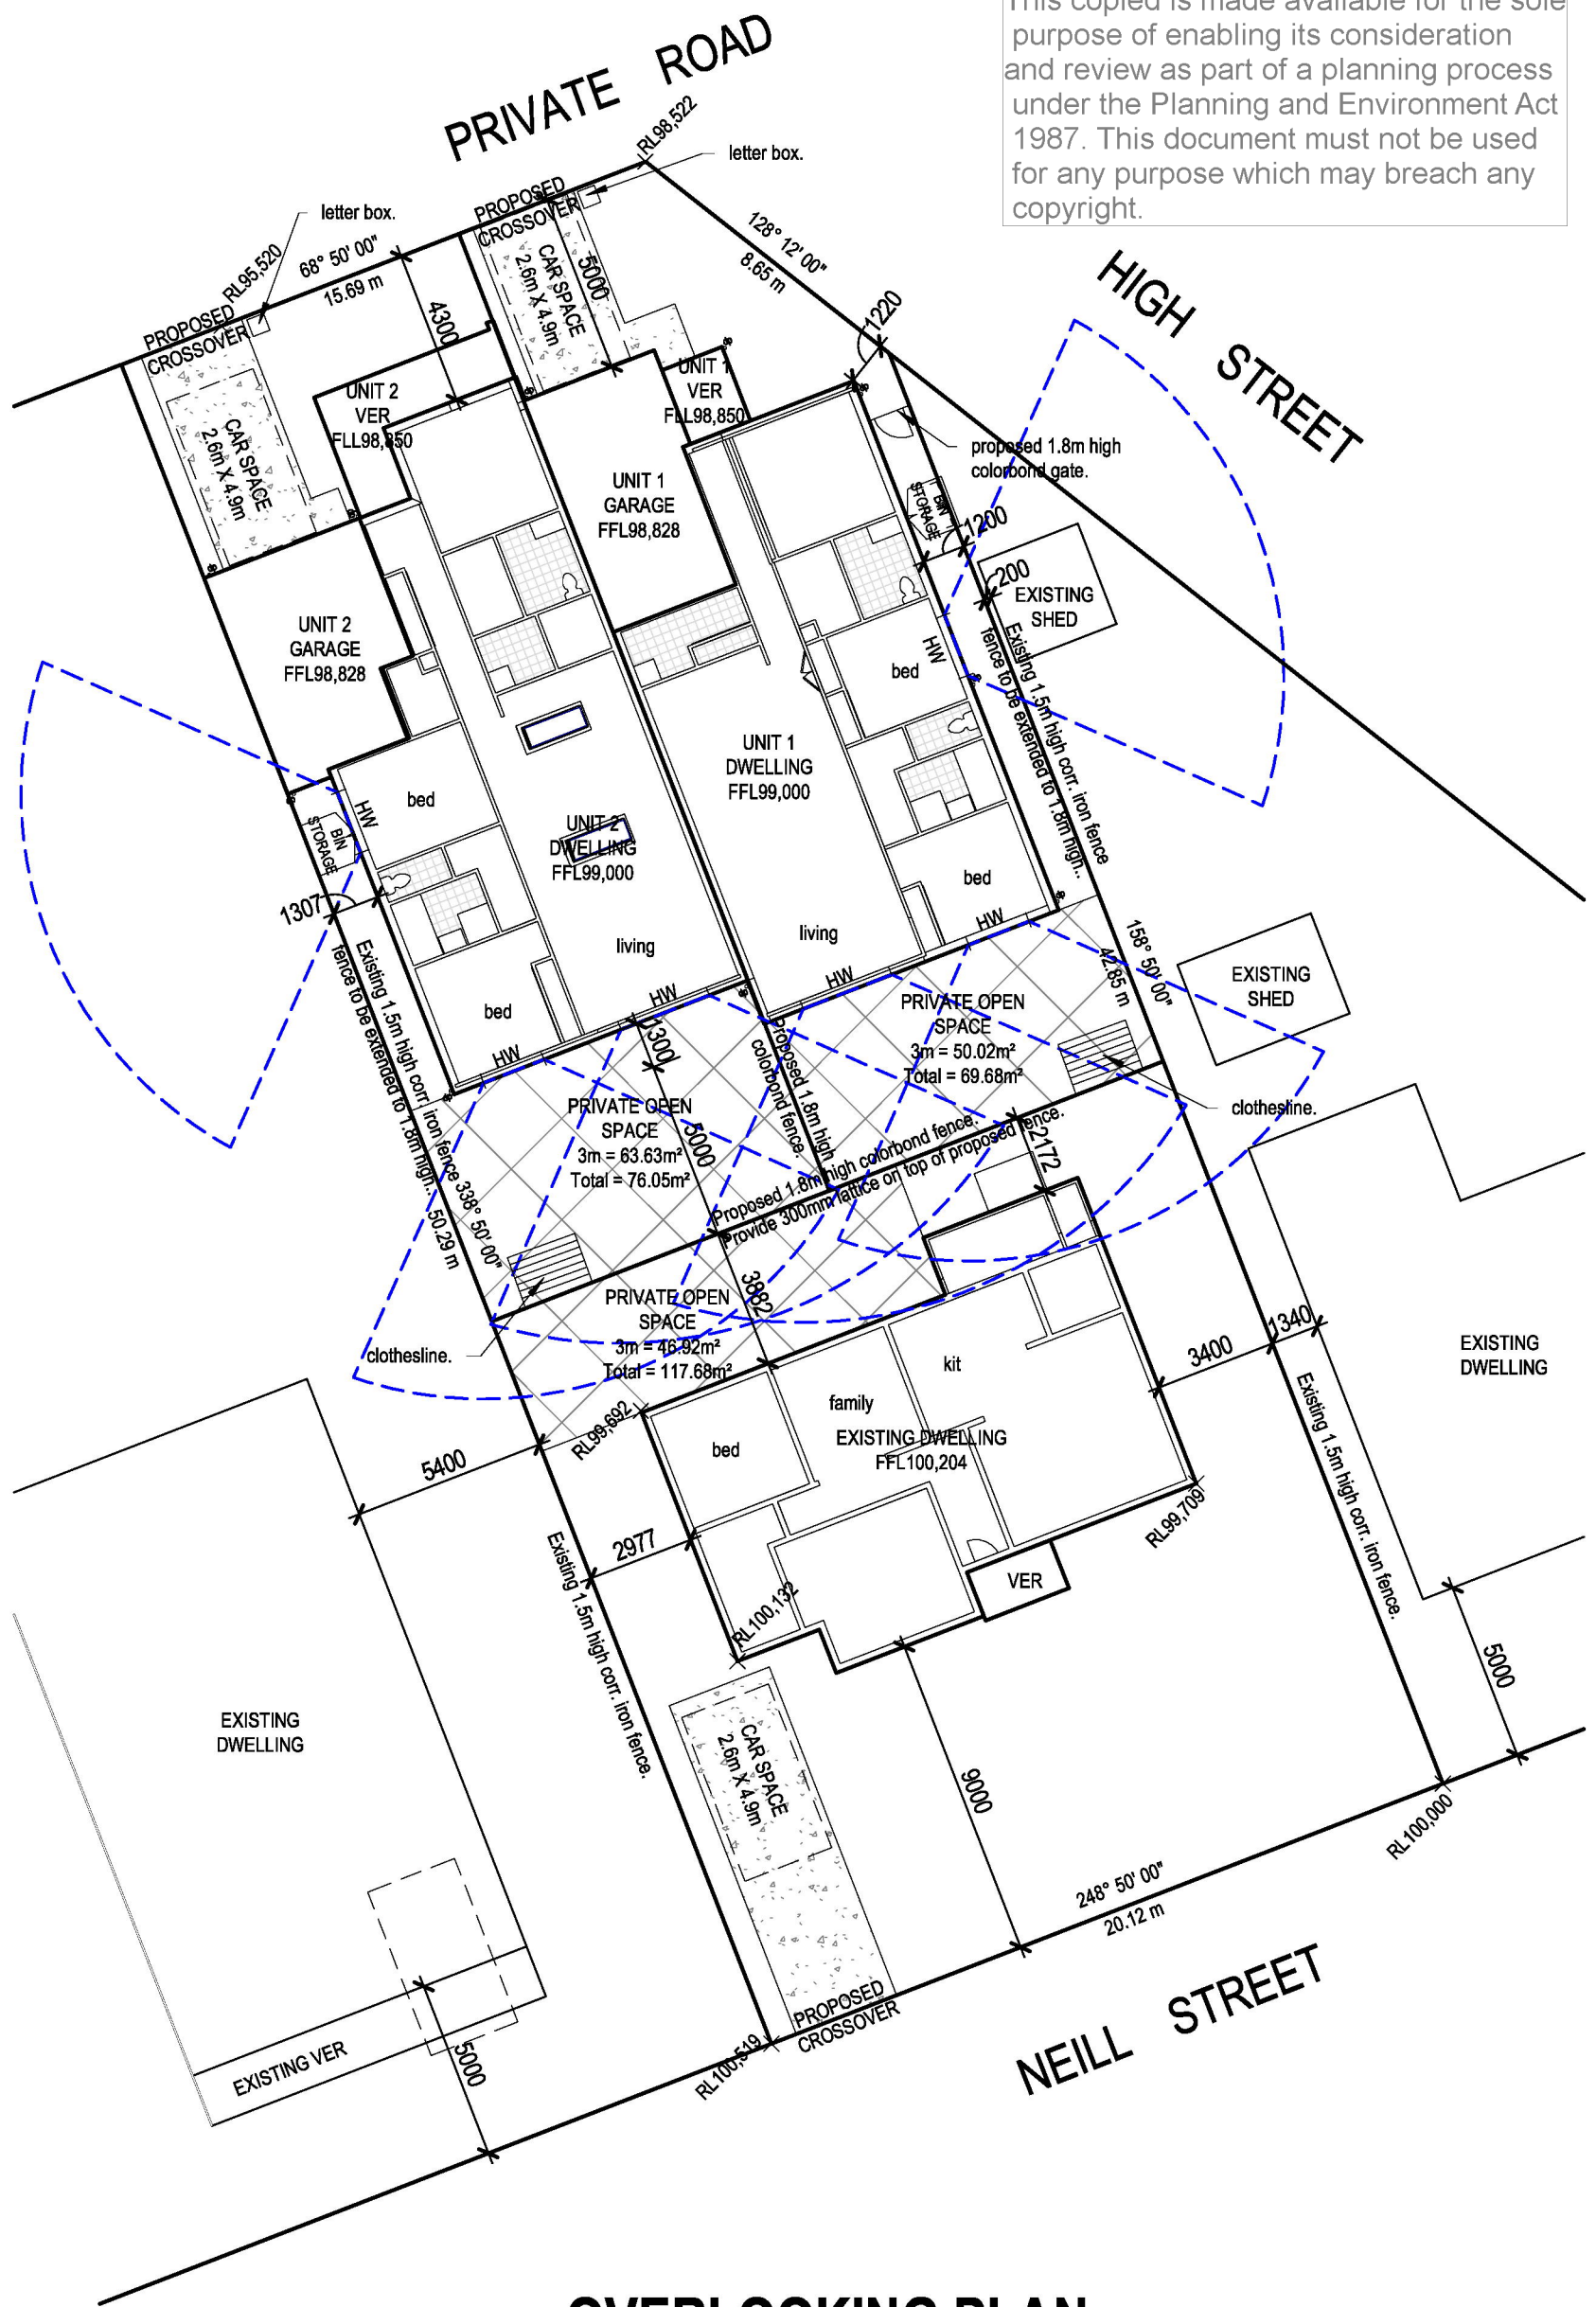 This copied is made available for the sole
purpose of enabling its consideration
and review as part of a planning process
under the Planning and Environment Act
1987. This document must not be used
for any purpose which may breach any
copyright.
PRIVATE ROAD
RL98,522
letter box.
PROPOSED
CROSSOVER
letter box.
RL95,520
68° 50' 00"
15.69 m
128° 12' 00"
8.65 m
HIGH STREET
PROPOSED
CROSSOVER
CAR SPACE
2.6m X 4.9m
5000
4300
1220
UNIT 1
VER
FLL98,850
UNIT 2
VER
FLL98,850
CAR SPACE
2.6m X 4.9m
proposed 1.8m high
colorbond gate.
UNIT 1
GARAGE
FFL98,828
BIN
STORAGE
1200
200
EXISTING
SHED
UNIT 2
GARAGE
FFL98,828
bed
HW
Existing 1.5m high corr. iron fence
fence to be extended to 1.8m high..
UNIT 1
DWELLING
FFL99,000
bed
HW
BIN
STORAGE
UNIT 2
DWELLING
FFL99,000
bed
1307
living
living
HW
158° 50' 00"
42.85 m
EXISTING
SHED
HW
HW
bed
HW
PRIVATE OPEN
SPACE
3m = 50.02m²
Total = 69.68m²
1300
Proposed 1.8m high
colorbond fence.
clothesline.
PRIVATE OPEN
SPACE
3m = 63.63m²
Total = 76.05m²
5000
Existing 1.5m high corr. iron fence 338° 50' 00"
fence to be extended to 1.8m high.. 50.29 m
Proposed 1.8m high colorbond fence.
Provide 300mm lattice on top of proposed fence.
2172
3882
PRIVATE OPEN
SPACE
3m = 46.92m²
Total = 117.68m²
clothesline.
3400
1340
EXISTING
DWELLING
kit
family
EXISTING DWELLING
FFL100,204
RL99,692
bed
5400
2977
RL99,709
Existing 1.5m high corr. iron fence.
Existing 1.5m high corr. iron fence.
VER
RL100,132
5000
EXISTING
DWELLING
CAR SPACE
2.6m X 4.9m
9000
RL100,000
248° 50' 00"
20.12 m
PROPOSED
CROSSOVER
EXISTING VER
5000
RL100,519
NEILL STREET
OVERLOOKING PLAN